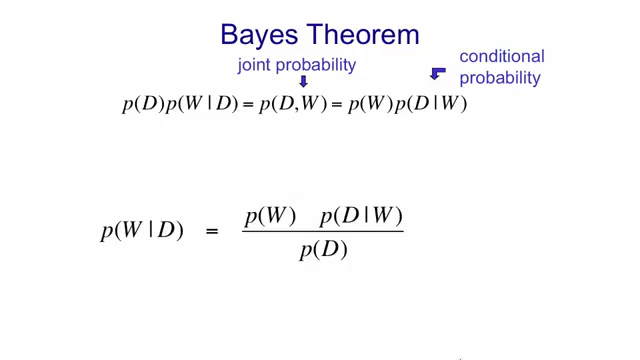 Bayes Theorem
joint probability
conditional
probability
p(D)p(W | D) = p(D,W) = p(W)p(D | W)
p(W | D) = p(W) p(D | W)
p(D)